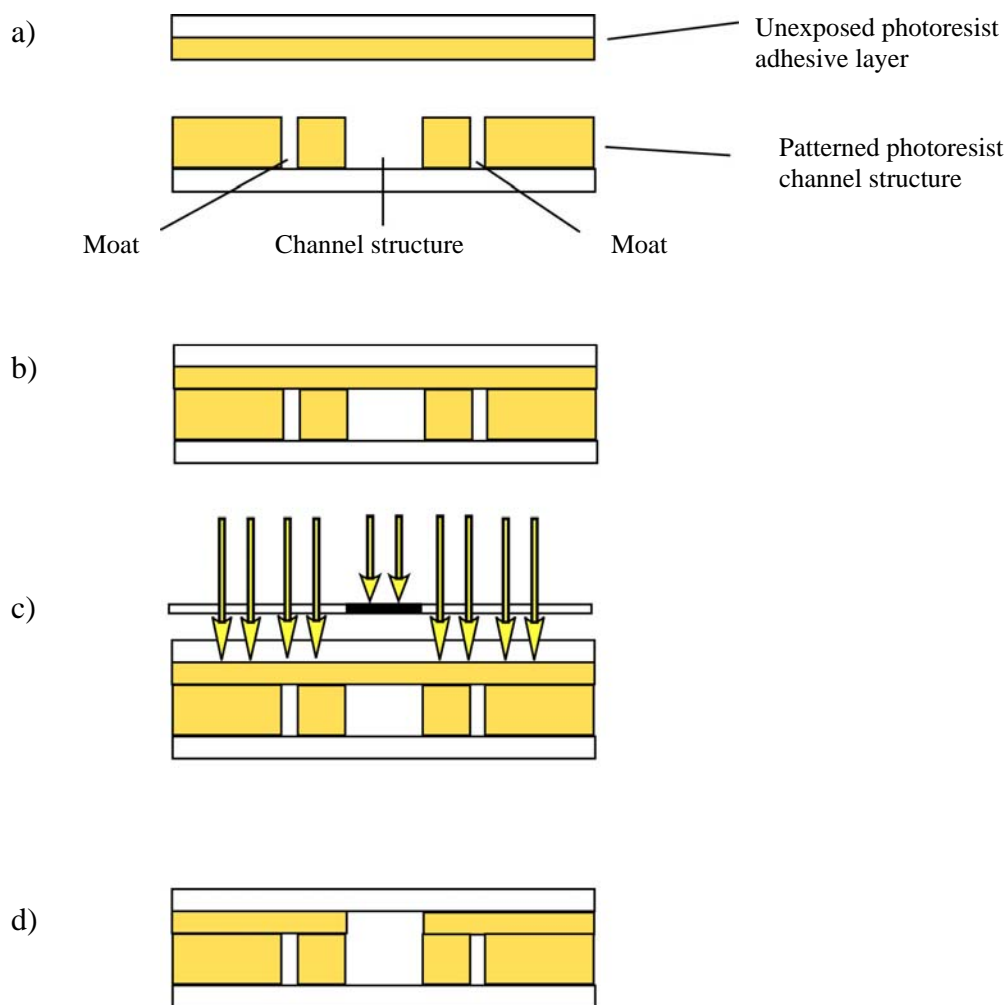 a)
Unexposed photoresist
adhesive layer
Patterned photoresist
channel structure
Moat
Channel structure
Moat
b)
c)
d)